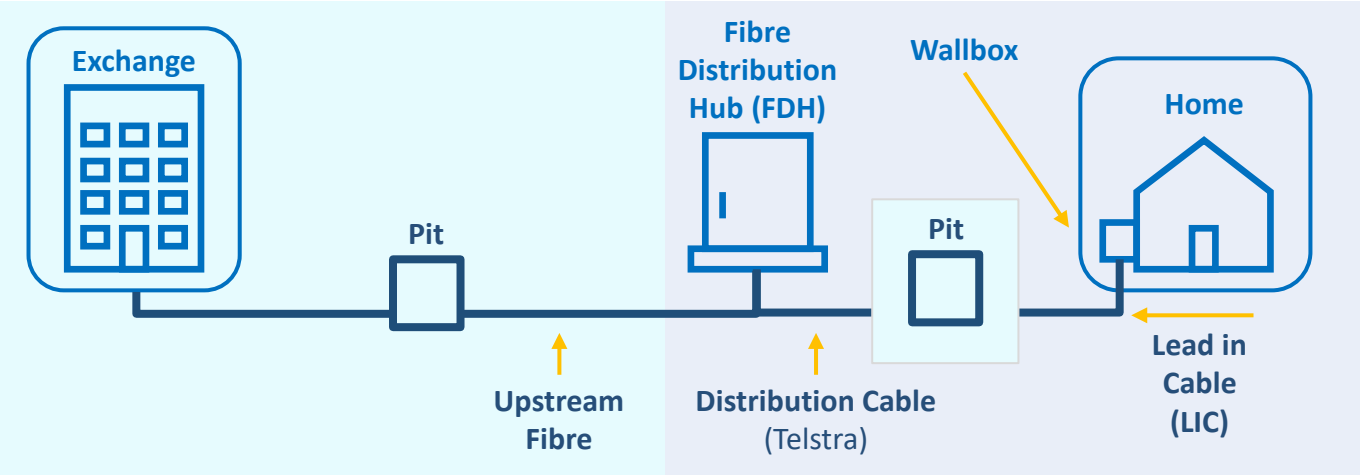 Exchange
Pit
Upstream
Fibre
Fibre
Distribution
Hub (FDH)
Distribution Cable
(Telstra)
Pit
Wallbox
Home
Lead in
Cable
(LIC)